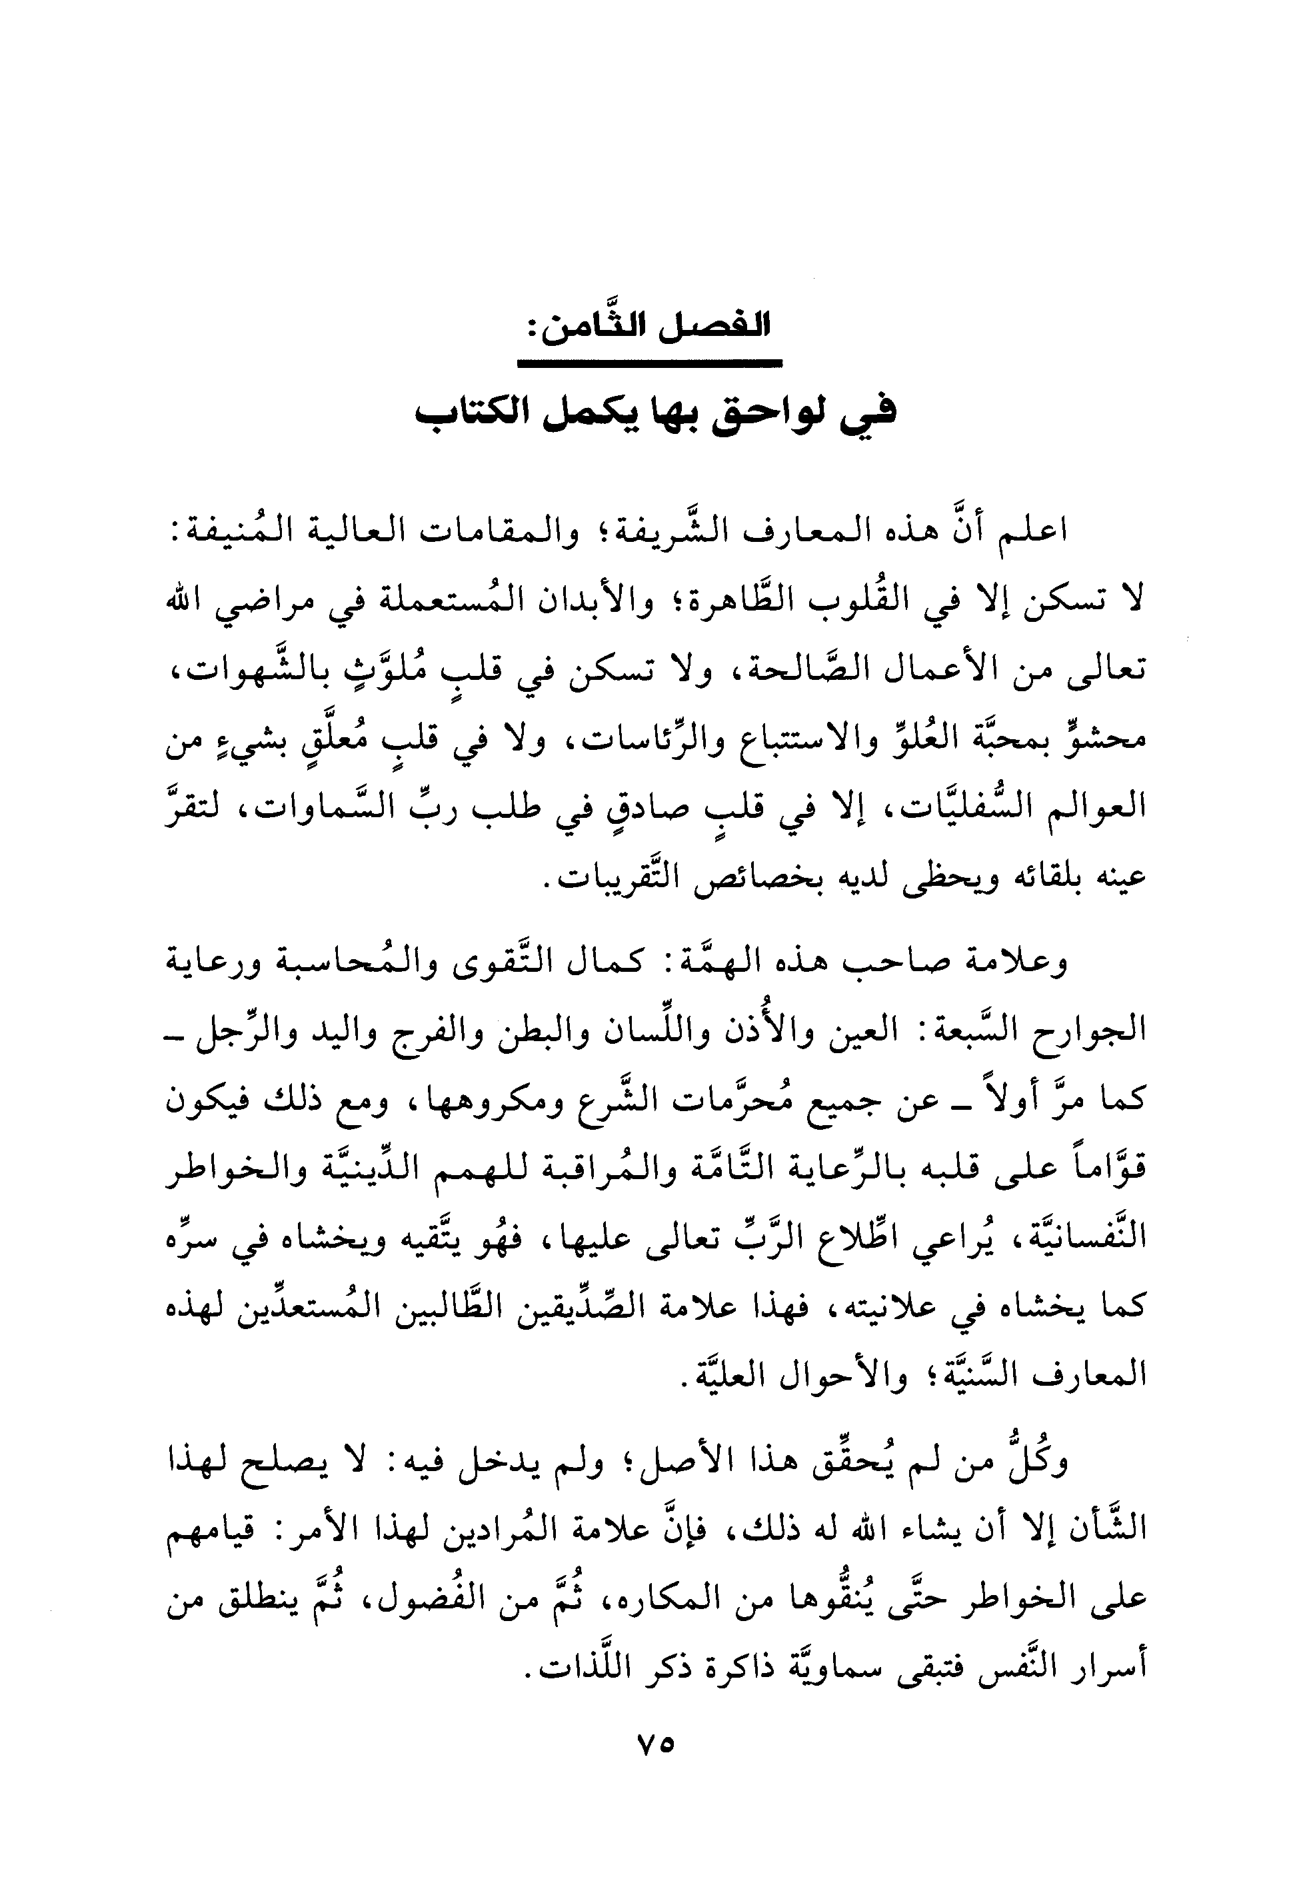 الفصل الثَّامن:
في لواحق بها يكمل الكتاب
اعلم أنَّ هذه المعارف الشَّريفة؛ والمقامات العالية المُنيفة:
لا تسكن إلا في القُلوب الطَّاهرة؛ والأبدان المُستعملة في مراضي الله
تعالى من الأعمال الصَّالحة، ولا تسكن في قلبٍ مُلوَّثٍ بالشَّهوات،
محشوٍّ بمحبَّة العُلوِّ والاستتباع والرِّئاسات، ولا في قلبٍ مُعلَّقٍ بشيءٍ من
العوالم السُّفليَّات، إلا في قلبٍ صادقٍ في طلب ربِّ السَّماوات، لتقرَّ
عينه بلقائه ويحظى لديه بخصائص التَّقريبات.
وعلامة صاحب هذه الهمَّة: كمال التَّقوى والمُحاسبة ورعاية
الجوارح السَّبعة: العين والأُذن واللِّسان والبطن والفرج واليد والرِّجل ـ
كما مرَّ أولاً ـ عن جميع مُحرَّمات الشَّرع ومكروهها، ومع ذلك فيكون
قوَّاماً على قلبه بالرِّعاية التَّامَّة والمُراقبة للهمم الدِّينيَّة والخواطر
النَّفسانيَّة، يُراعي اطِّلاع الرَّبِّ تعالى عليها، فهُو يتَّقيه ويخشاه في سرِّه
كما يخشاه في علانيته، فهذا علامة الصِّدِّيقين الطَّالبين المُستعدِّين لهذه
المعارف السَّنيَّة؛ والأحوال العليَّة.
وكُلُّ من لم يُحقِّق هذا الأصل؛ ولم يدخل فيه: لا يصلح لهذا
الشَّأن إلا أن يشاء الله له ذلك، فإنَّ علامة المُرادين لهذا الأمر: قيامهم
على الخواطر حتَّى يُنقُّوها من المكاره، ثُمَّ من الفُضول، ثُمَّ ينطلق من
أسرار النَّفس فتبقى سماويَّة ذاكرة ذكر اللَّذات.
٧٥